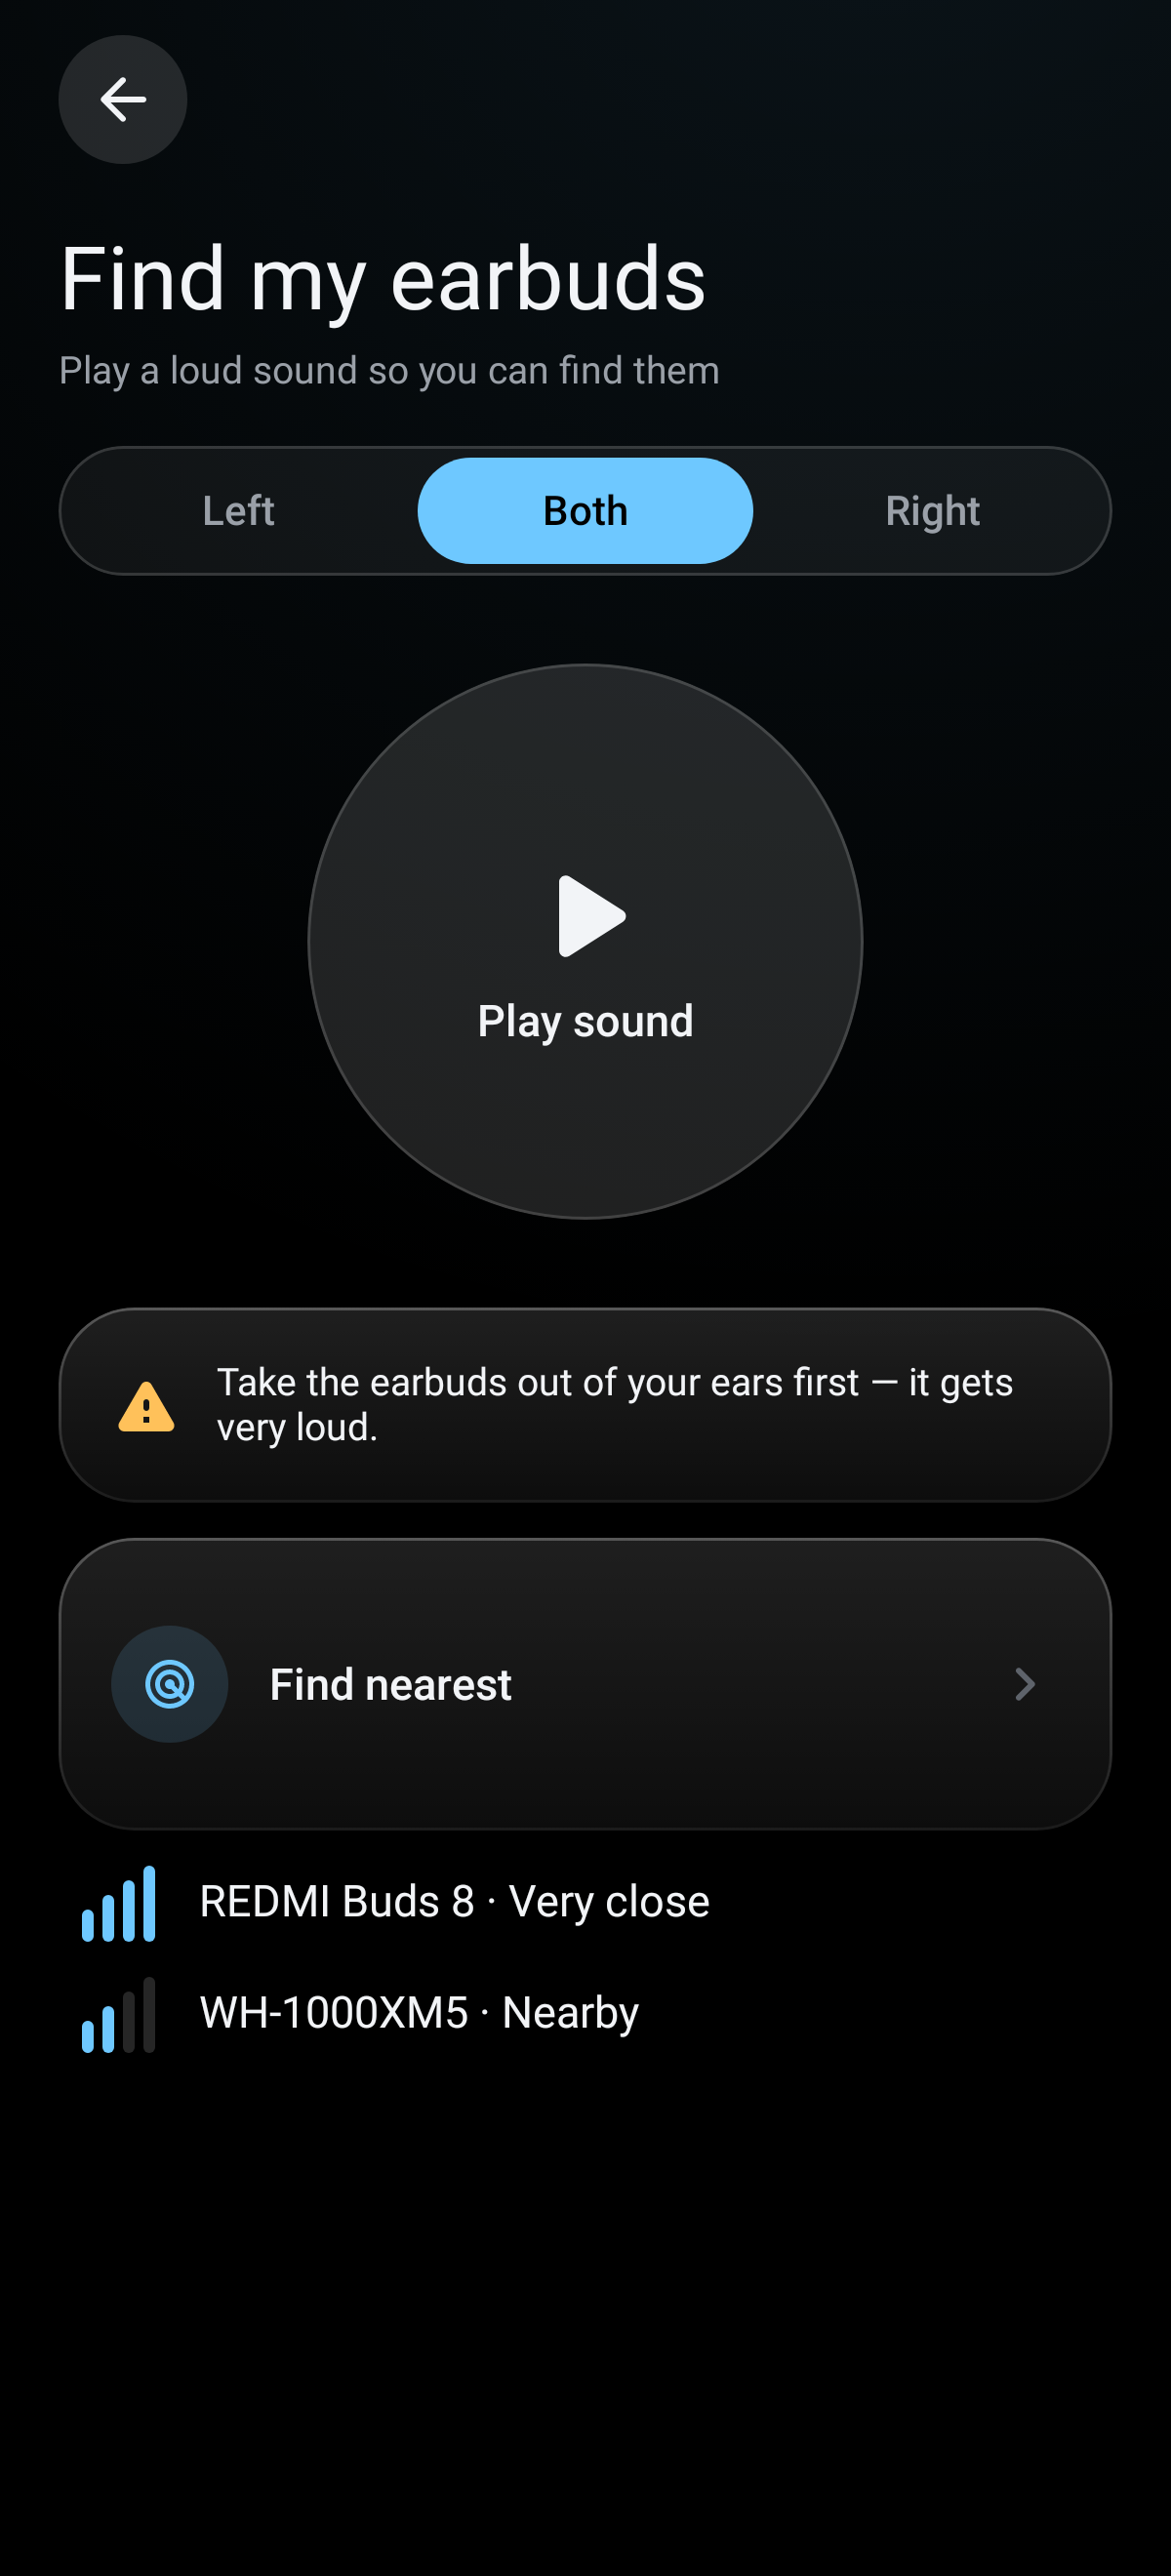 Find my earbuds
Play a loud sound so you can find them
Left
Both
Right
Play sound
Take the earbuds out of your ears first — it gets
very loud.
Find nearest
REDMI Buds 8 · Very close
WH-1000XM5 · Nearby